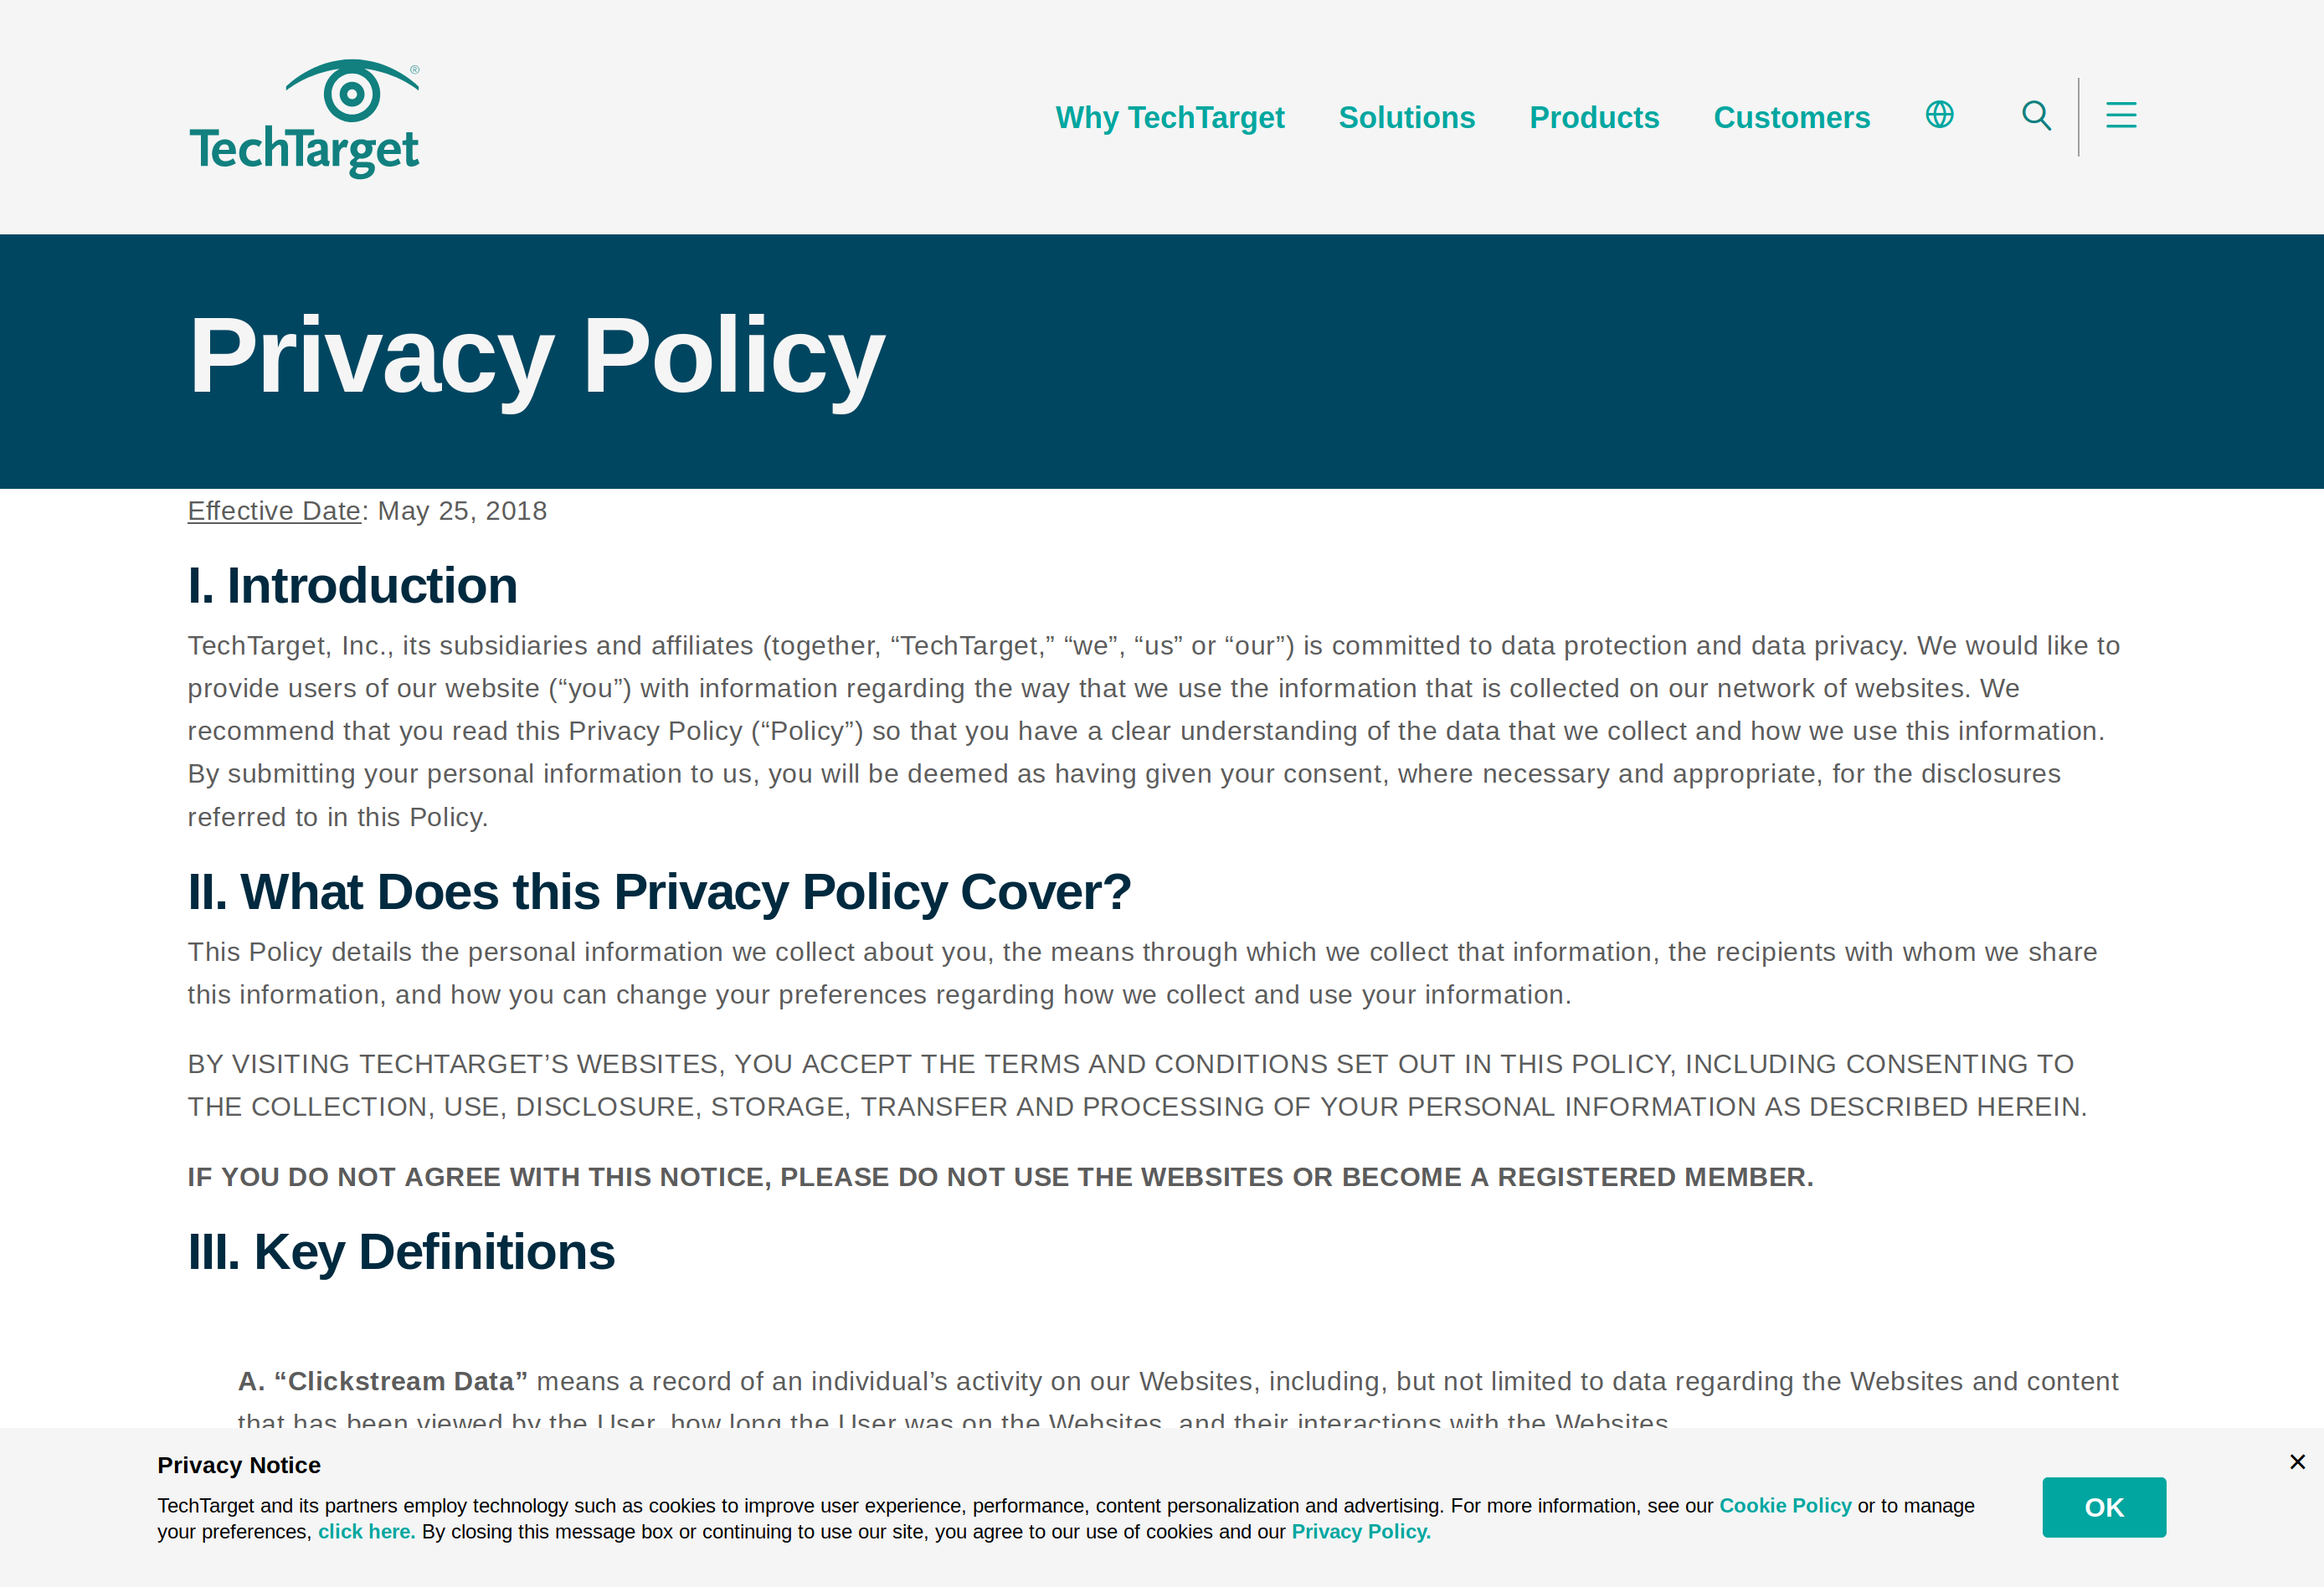 TechTarget®
Why TechTarget Solutions Products Customers
Privacy Policy
Effective Date: May 25, 2018
I. Introduction
TechTarget, Inc., its subsidiaries and affiliates (together, “TechTarget,” “we”, “us” or “our”) is committed to data protection and data privacy. We would like to
provide users of our website (“you”) with information regarding the way that we use the information that is collected on our network of websites. We
recommend that you read this Privacy Policy (“Policy”) so that you have a clear understanding of the data that we collect and how we use this information.
By submitting your personal information to us, you will be deemed as having given your consent, where necessary and appropriate, for the disclosures
referred to in this Policy.
II. What Does this Privacy Policy Cover?
This Policy details the personal information we collect about you, the means through which we collect that information, the recipients with whom we share
this information, and how you can change your preferences regarding how we collect and use your information.
BY VISITING TECHTARGET’S WEBSITES, YOU ACCEPT THE TERMS AND CONDITIONS SET OUT IN THIS POLICY, INCLUDING CONSENTING TO
THE COLLECTION, USE, DISCLOSURE, STORAGE, TRANSFER AND PROCESSING OF YOUR PERSONAL INFORMATION AS DESCRIBED HEREIN.
IF YOU DO NOT AGREE WITH THIS NOTICE, PLEASE DO NOT USE THE WEBSITES OR BECOME A REGISTERED MEMBER.
III. Key Definitions
A. “Clickstream Data” means a record of an individual’s activity on our Websites, including, but not limited to data regarding the Websites and content
that has been viewed by the User, how long the User was on the Websites, and their interactions with the Websites.
Privacy Notice
TechTarget and its partners employ technology such as cookies to improve user experience, performance, content personalization and advertising. For more information, see our Cookie Policy or to manage
your preferences, click here. By closing this message box or continuing to use our site, you agree to our use of cookies and our Privacy Policy.
OK
×